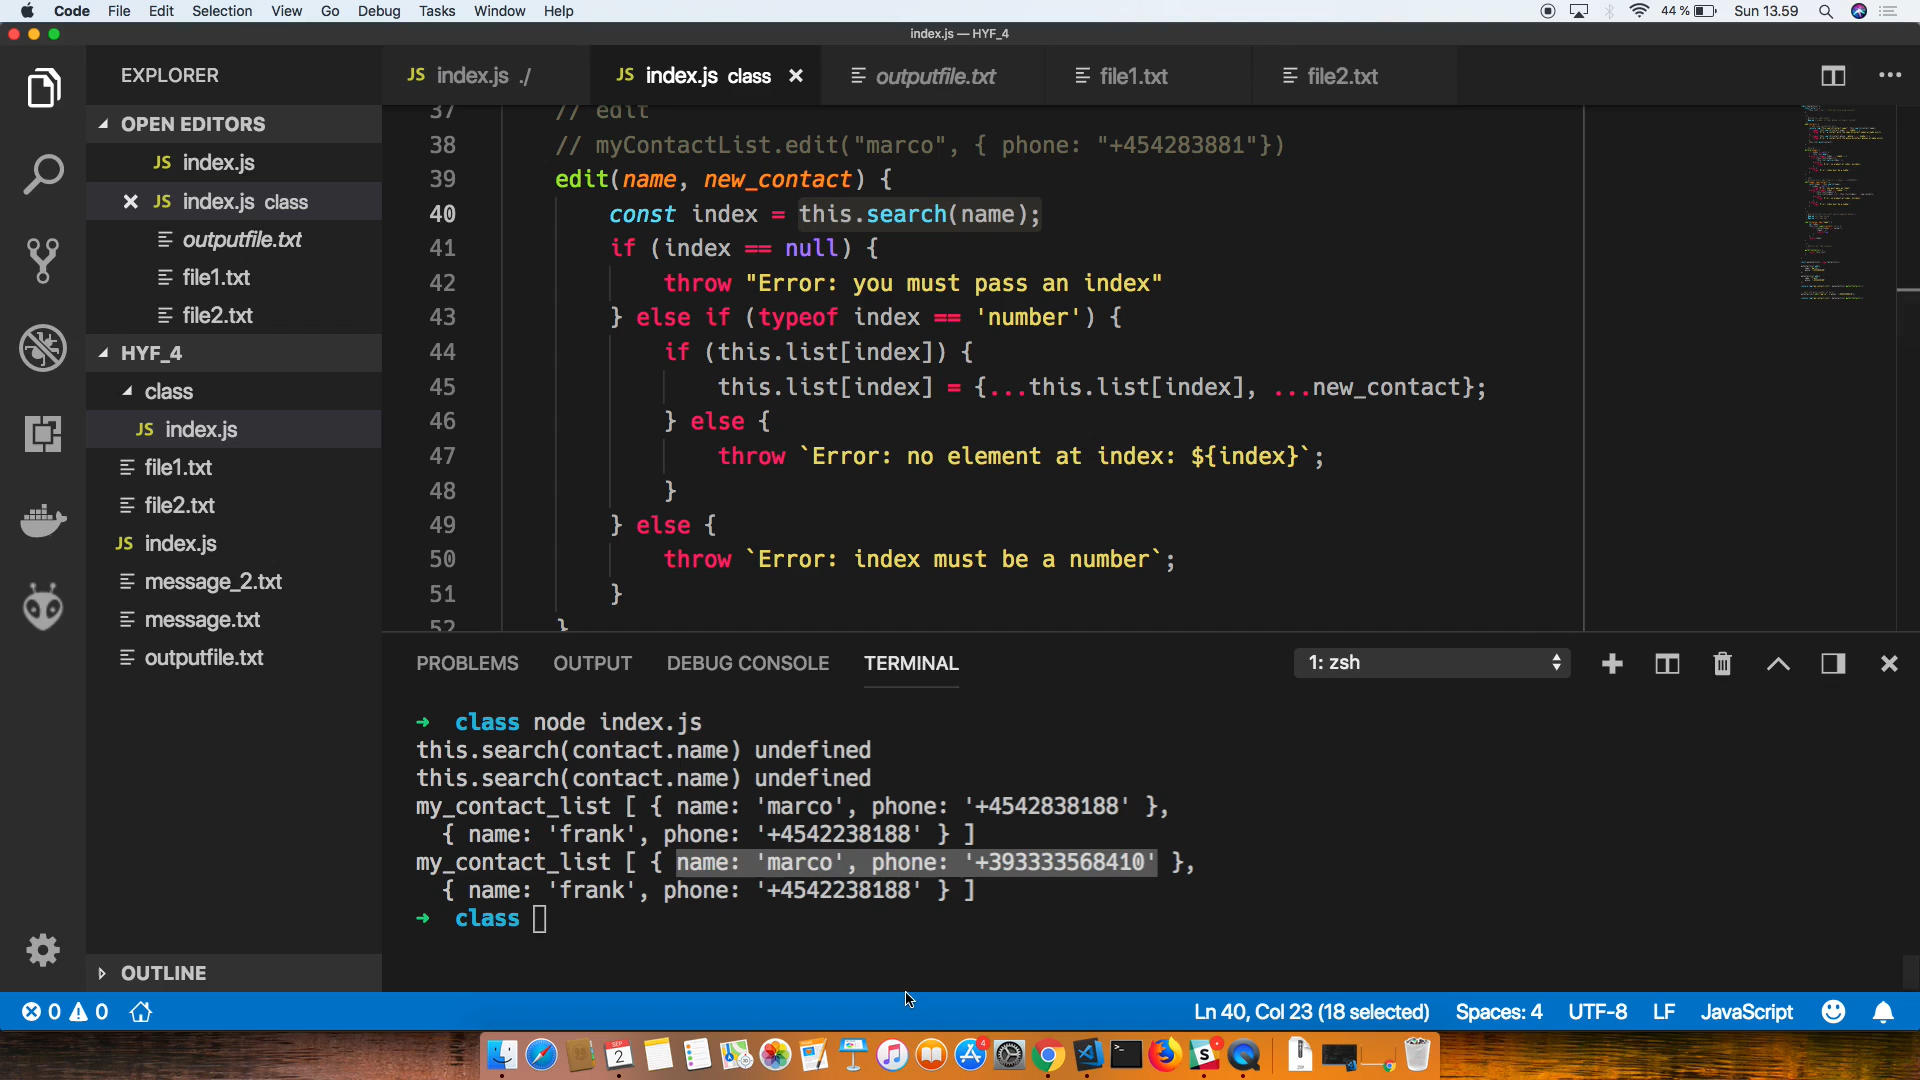 Code File Edit Selection View Go Debug Tasks Window Help 44% Sun 13.59
index.js — HYF_4
EXPLORER
OPEN EDITORS
JS index.js
JS index.js class
outputfile.txt
file1.txt
file2.txt
HYF_4
class
JS index.js
file1.txt
file2.txt
JS index.js
message_2.txt
message.txt
outputfile.txt
OUTLINE
JS index.js ./ JS index.js class outputfile.txt file1.txt file2.txt
37 // edit
38 // myContactList.edit("marco", { phone: "+454283881"})
39 edit(name, new_contact) {
40 const index = this.search(name);
41 if (index == null) {
42 throw "Error: you must pass an index"
43 } else if (typeof index == 'number') {
44 if (this.list[index]) {
45 this.list[index] = {...this.list[index], ...new_contact};
46 } else {
47 throw `Error: no element at index: ${index}`;
48 }
49 } else {
50 throw `Error: index must be a number`;
51 }
52 }
PROBLEMS OUTPUT DEBUG CONSOLE TERMINAL 1: zsh
➜ class node index.js
this.search(contact.name) undefined
this.search(contact.name) undefined
my_contact_list [ { name: 'marco', phone: '+4542838188' },
{ name: 'frank', phone: '+4542238188' } ]
my_contact_list [ { name: 'marco', phone: '+393333568410' },
{ name: 'frank', phone: '+4542238188' } ]
➜ class
0 0 Ln 40, Col 23 (18 selected) Spaces: 4 UTF-8 LF JavaScript
SEP
2
4